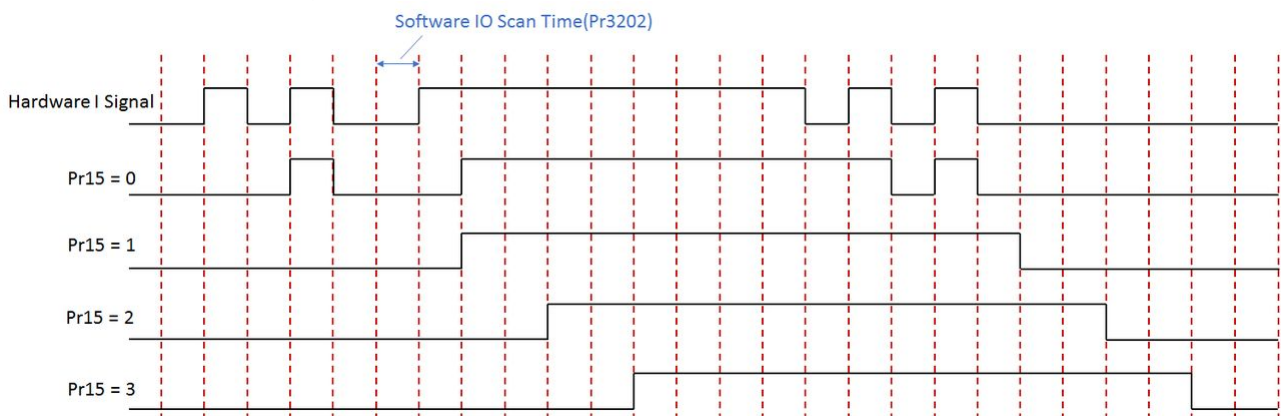 Software IO Scan Time(Pr3202)
Hardware I Signal
Pr15 = 0
Pr15 = 1
Pr15 = 2
Pr15 = 3